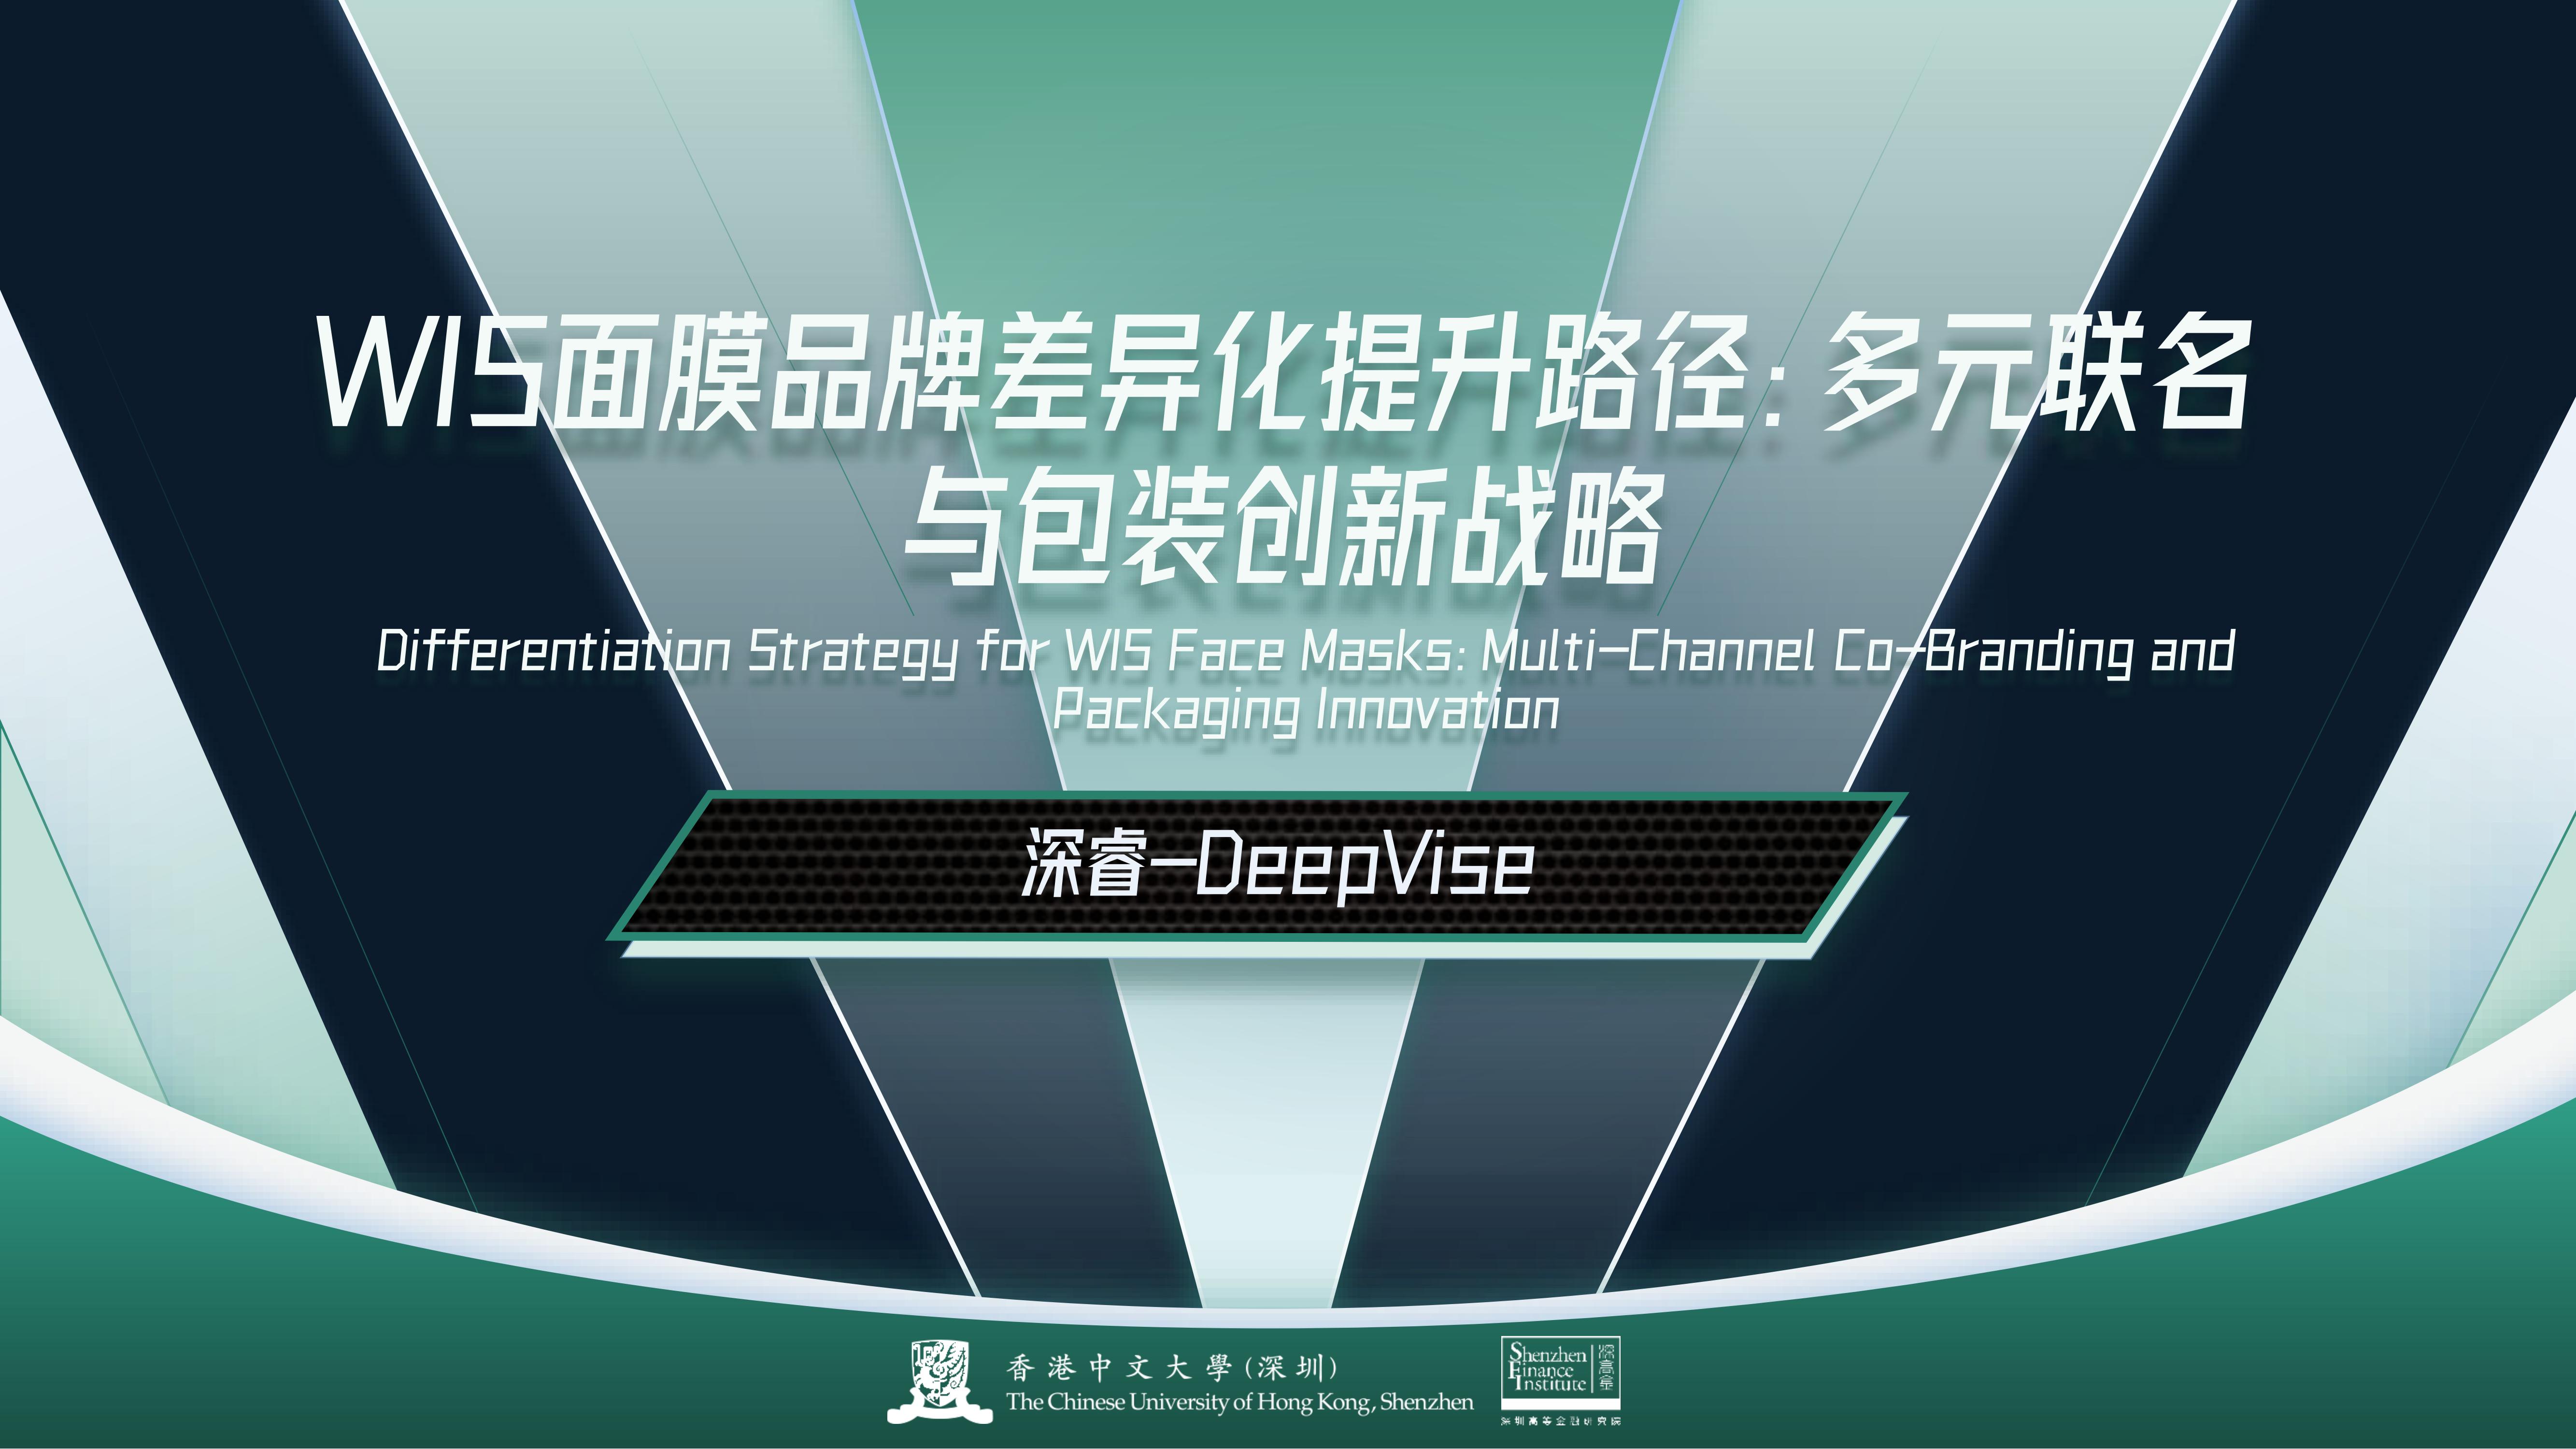 WIS面膜品牌差异化提升路径：多元联名
与包装创新战略
Differentiation Strategy for WIS Face Masks: Multi-Channel Co-Branding and
Packaging Innovation
深睿-DeepVise
香港中文大學(深圳)
The Chinese University of Hong Kong, Shenzhen
Shenzhen
Finance
Institute
深高金
深圳高等金融研究院